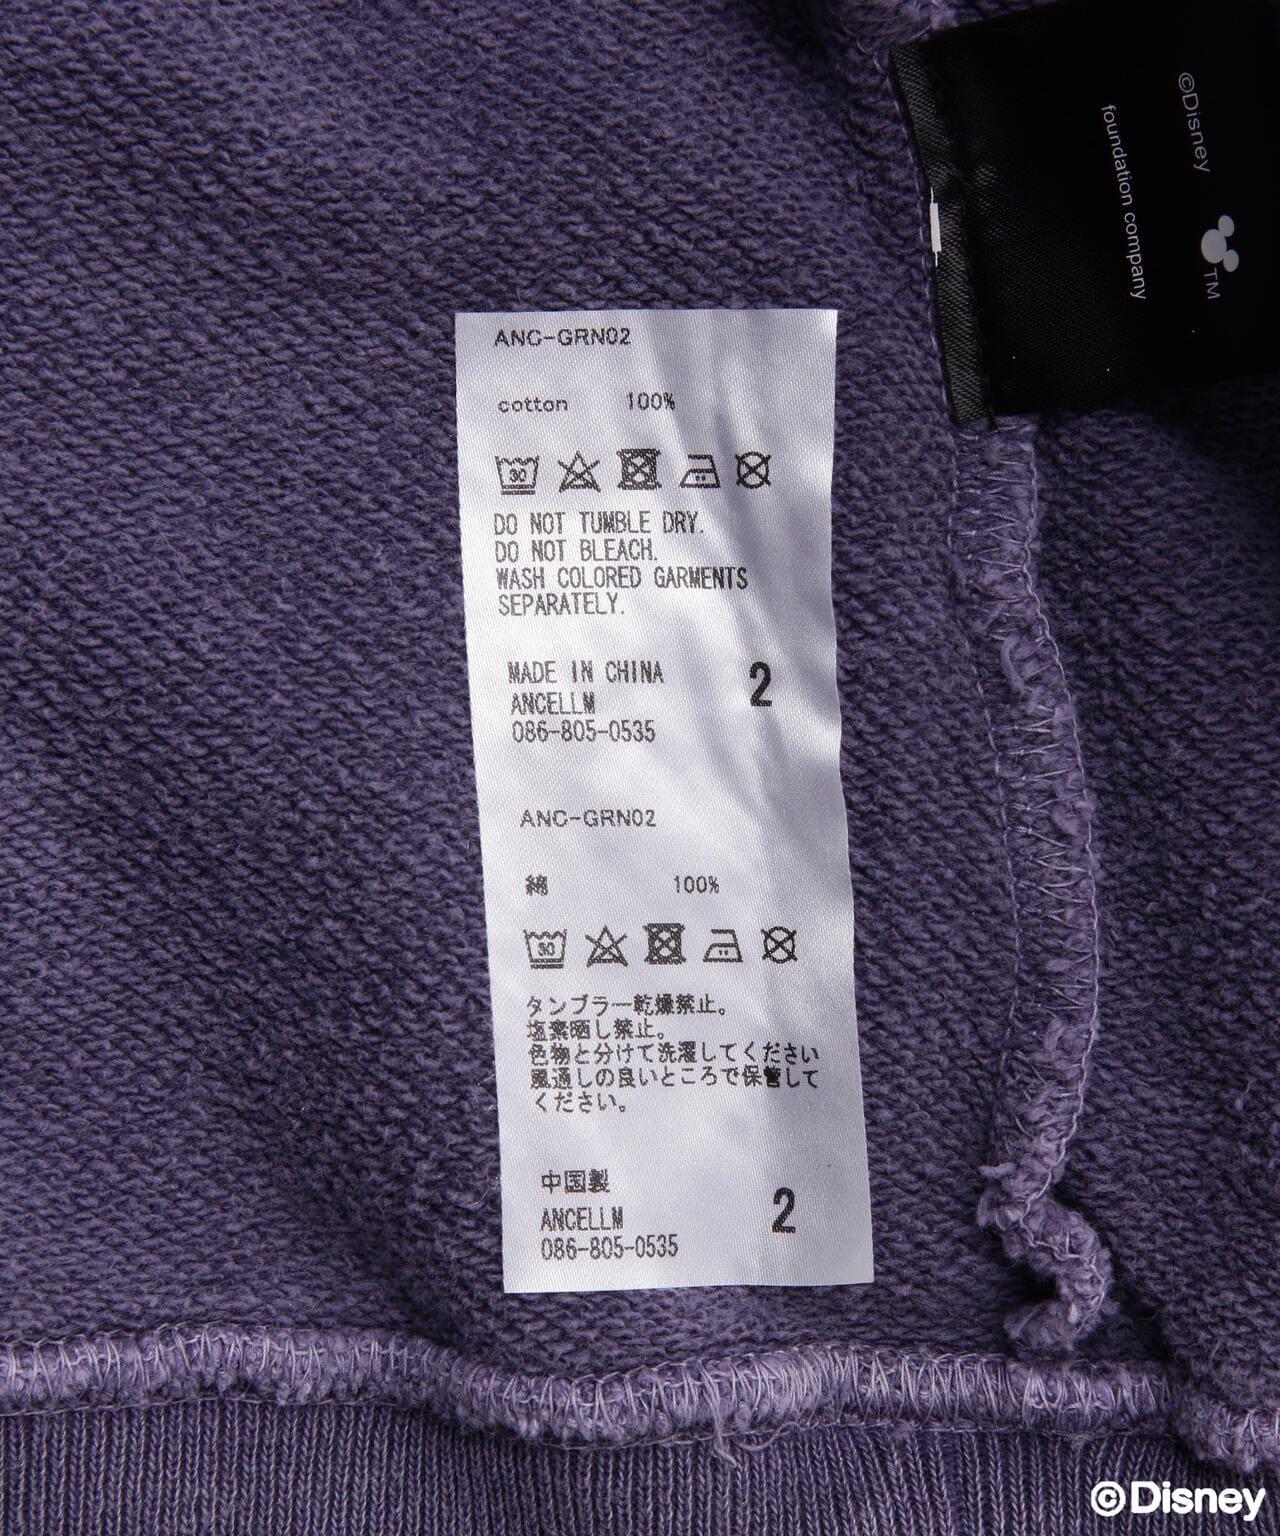 ©Disney
TM
foundation company
ANC-GRN02
cotton 100%
30
DO NOT TUMBLE DRY.
DO NOT BLEACH.
WASH COLORED GARMENTS
SEPARATELY.
MADE IN CHINA
2
ANCELLM
086-805-0535
ANC-GRN02
綿 100%
30
タンブラー乾燥禁止。
塩素晒し禁止。
色物と分けて洗濯してください
風通しの良いところで保管して
ください。
中国製
ANCELLM
2
086-805-0535
©Disney